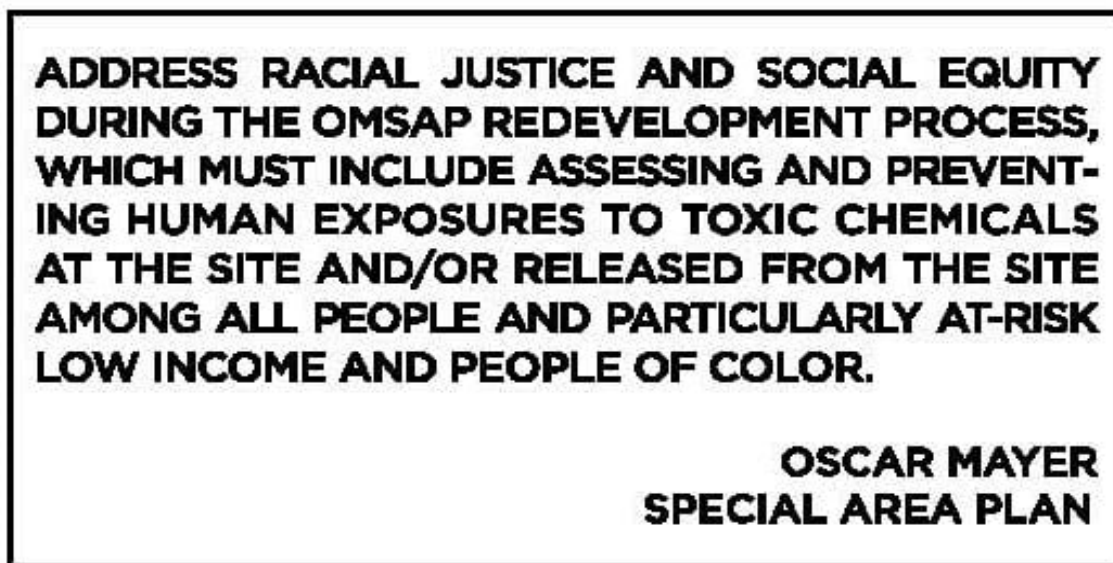 ADDRESS RACIAL JUSTICE AND SOCIAL EQUITY
DURING THE OMSAP REDEVELOPMENT PROCESS,
WHICH MUST INCLUDE ASSESSING AND PREVENT-
ING HUMAN EXPOSURES TO TOXIC CHEMICALS
AT THE SITE AND/OR RELEASED FROM THE SITE
AMONG ALL PEOPLE AND PARTICULARLY AT-RISK
LOW INCOME AND PEOPLE OF COLOR.
OSCAR MAYER
SPECIAL AREA PLAN